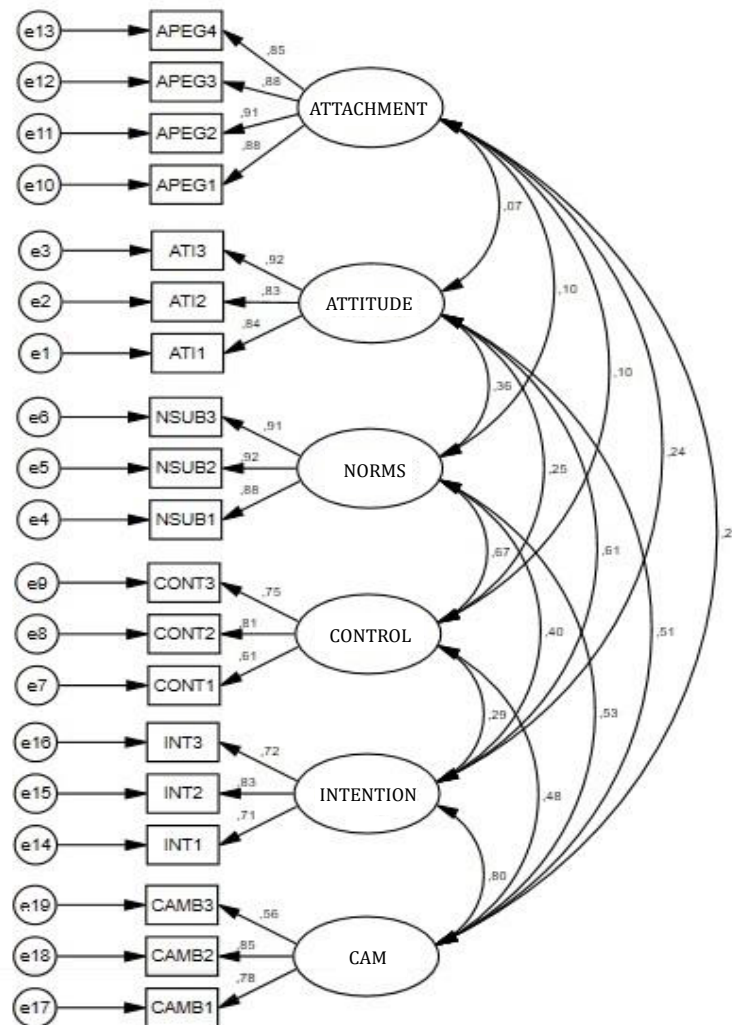 e13 APEG4 ,85
e12 APEG3 ,88
ATTACHMENT
e11 APEG2 ,91
e10 APEG1 ,88
,07
e3 ATI3 ,92
e2 ATI2 ,83
ATTITUDE
,10
e1 ATI1 ,84
,10
,36
e6 NSUB3 ,91
,24
e5 NSUB2 ,92
NORMS
,25
e4 NSUB1 ,88
,2
,67
,61
e9 CONT3 ,75
e8 CONT2 ,81
CONTROL
,40
,51
e7 CONT1 ,61
,29
,53
e16 INT3 ,72
e15 INT2 ,83
INTENTION
,48
e14 INT1 ,71
,80
e19 CAMB3 ,56
e18 CAMB2 ,85
CAM
e17 CAMB1 ,78